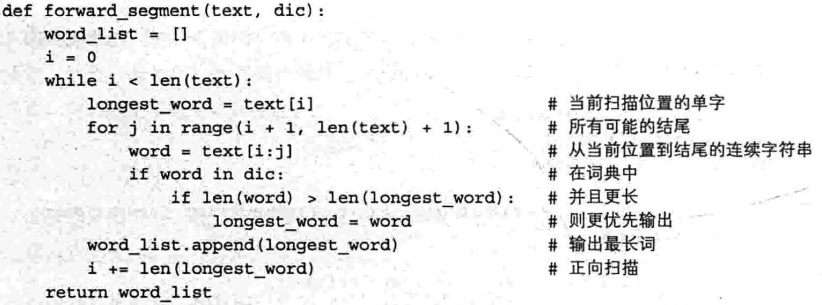 def forward_segment(text, dic):
    word_list = []
    i = 0
    while i < len(text):
        longest_word = text[i]                      # 当前扫描位置的单字
        for j in range(i + 1, len(text) + 1):       # 所有可能的结尾
            word = text[i:j]                        # 从当前位置到结尾的连续字符串
            if word in dic:                         # 在词典中
                if len(word) > len(longest_word):   # 并且更长
                    longest_word = word             # 则更优先输出
        word_list.append(longest_word)              # 输出最长词
        i += len(longest_word)                      # 正向扫描
    return word_list